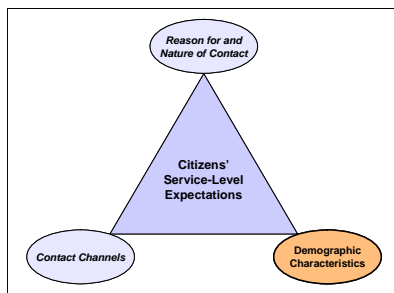 Reason for and
Nature of Contact
Citizens'
Service-Level
Expectations
Contact Channels
Demographic
Characteristics